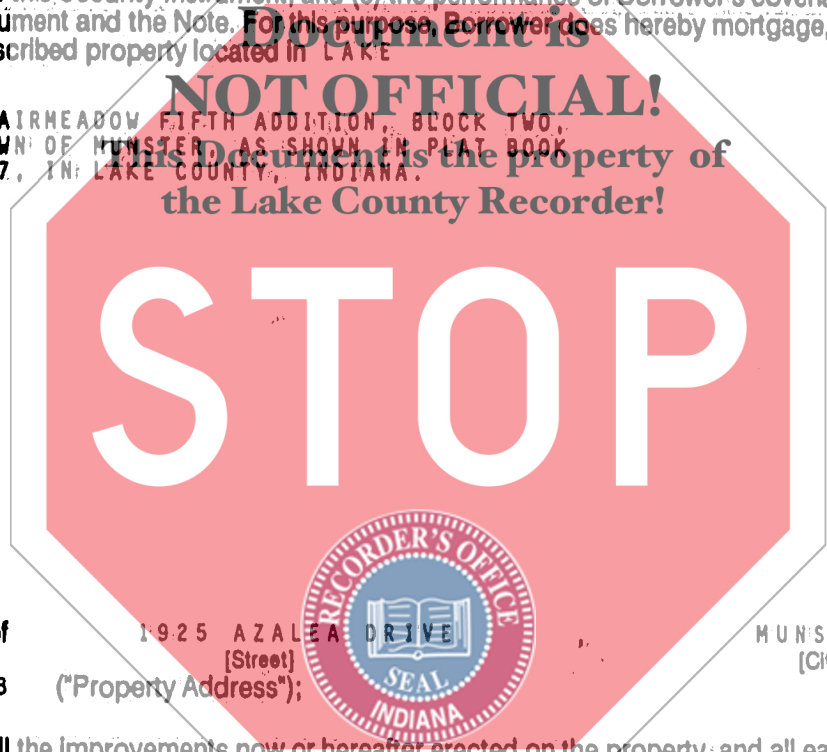 ument and the Note. For this purpose, Borrower does hereby mortgage,
scribed property located in LAKE
Document is
NOT OFFICIAL!
This Document is the property of
the Lake County Recorder!
AIRMEADOW FIFTH ADDITION, BLOCK TWO,
WN OF MUNSTER, AS SHOWN IN PLAT BOOK
7, IN LAKE COUNTY, INDIANA.
STOP
RECORDER'S OFFICE
SEAL
INDIANA
of 1925 AZALEA DRIVE MUNS
[Street] [Ci
3 ("Property Address");
ll the improvements now or hereafter erected on the property, and all ea